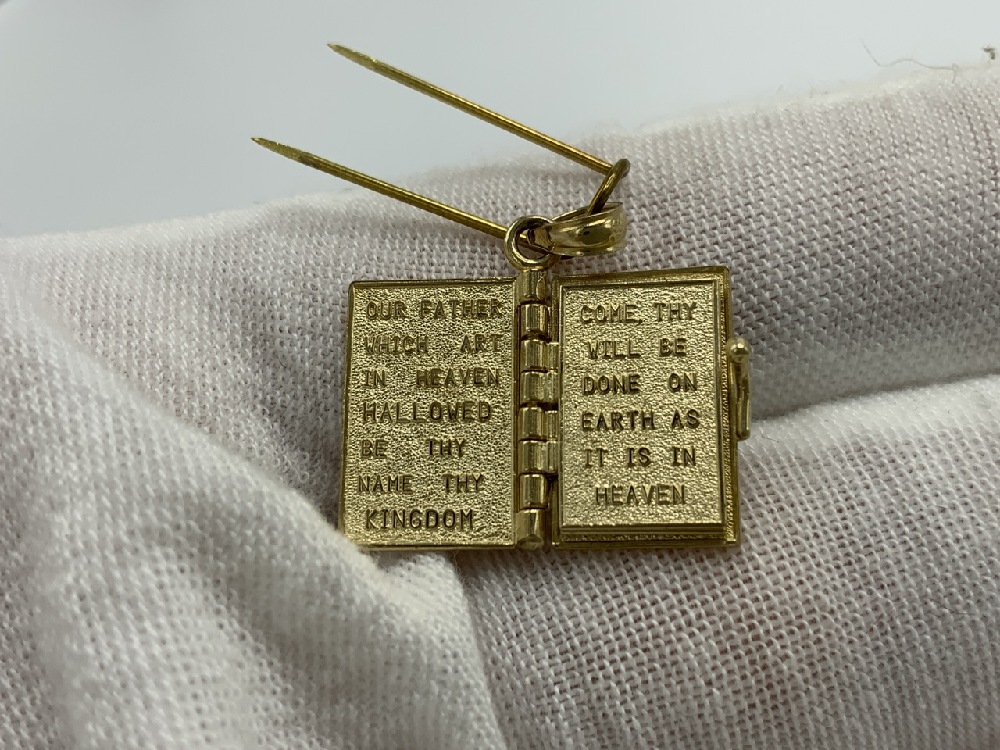 OUR FATHER
WHICH ART
IN HEAVEN
HALLOWED
BE THY
NAME THY
KINGDOM
COME, THY
WILL BE
DONE ON
EARTH AS
IT IS IN
HEAVEN